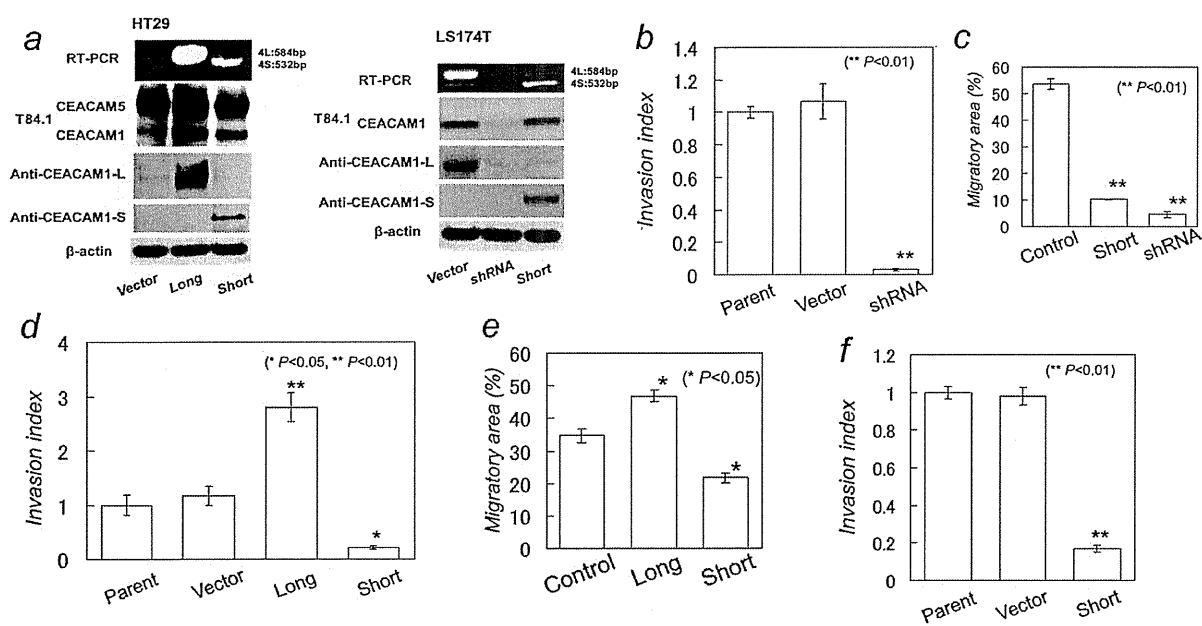 a
HT29
RT-PCR
4L:584bp
4S:532bp
CEACAM5
T84.1
CEACAM1
Anti-CEACAM1-L
Anti-CEACAM1-S
β-actin
Vector Long Short
LS174T
RT-PCR
4L:584bp
4S:532bp
T84.1 CEACAM1
Anti-CEACAM1-L
Anti-CEACAM1-S
β-actin
Vector shRNA Short
b
Invasion index
1.4
1.2
1.0
0.8
0.6
0.4
0.2
0
(** P<0.01)
**
Parent Vector shRNA
c
Migratory area (%)
60
50
40
30
20
10
0
(** P<0.01)
**
**
Control Short shRNA
d
Invasion index
4
3
2
1
0
(* P<0.05, ** P<0.01)
**
*
Parent Vector Long Short
e
Migratory area (%)
60
50
40
30
20
10
0
(* P<0.05)
*
*
Control Long Short
f
Invasion index
1.2
1
0.8
0.6
0.4
0.2
0
(** P<0.01)
**
Parent Vector Short